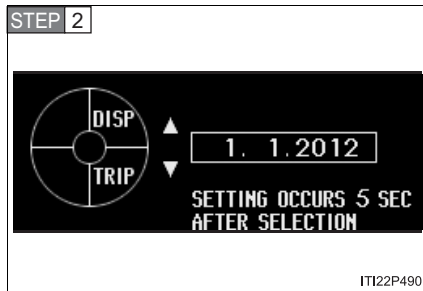 STEP 2
DISP
▲
1. 1.2012
▼
TRIP
SETTING OCCURS 5 SEC
AFTER SELECTION
ITI22P490